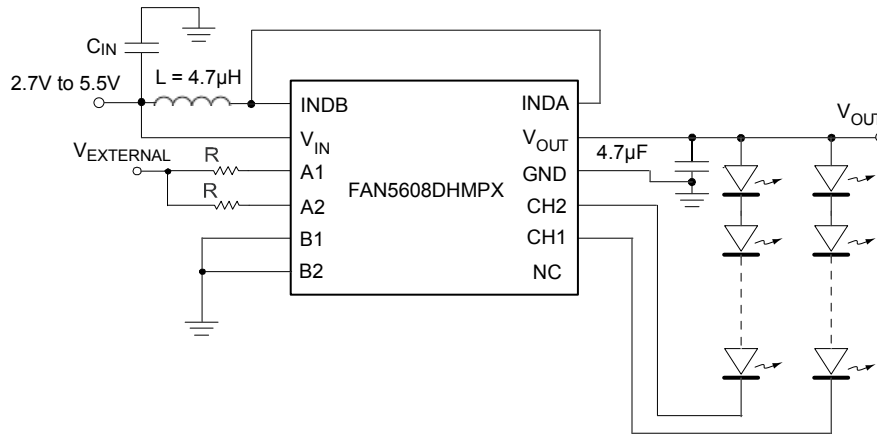 C_IN
2.7V to 5.5V
L = 4.7µH
INDB
INDA
V_IN
V_OUT
V_OUT
V_EXTERNAL
R
A1
4.7µF
GND
FAN5608DHMPX
R
A2
CH2
B1
CH1
B2
NC